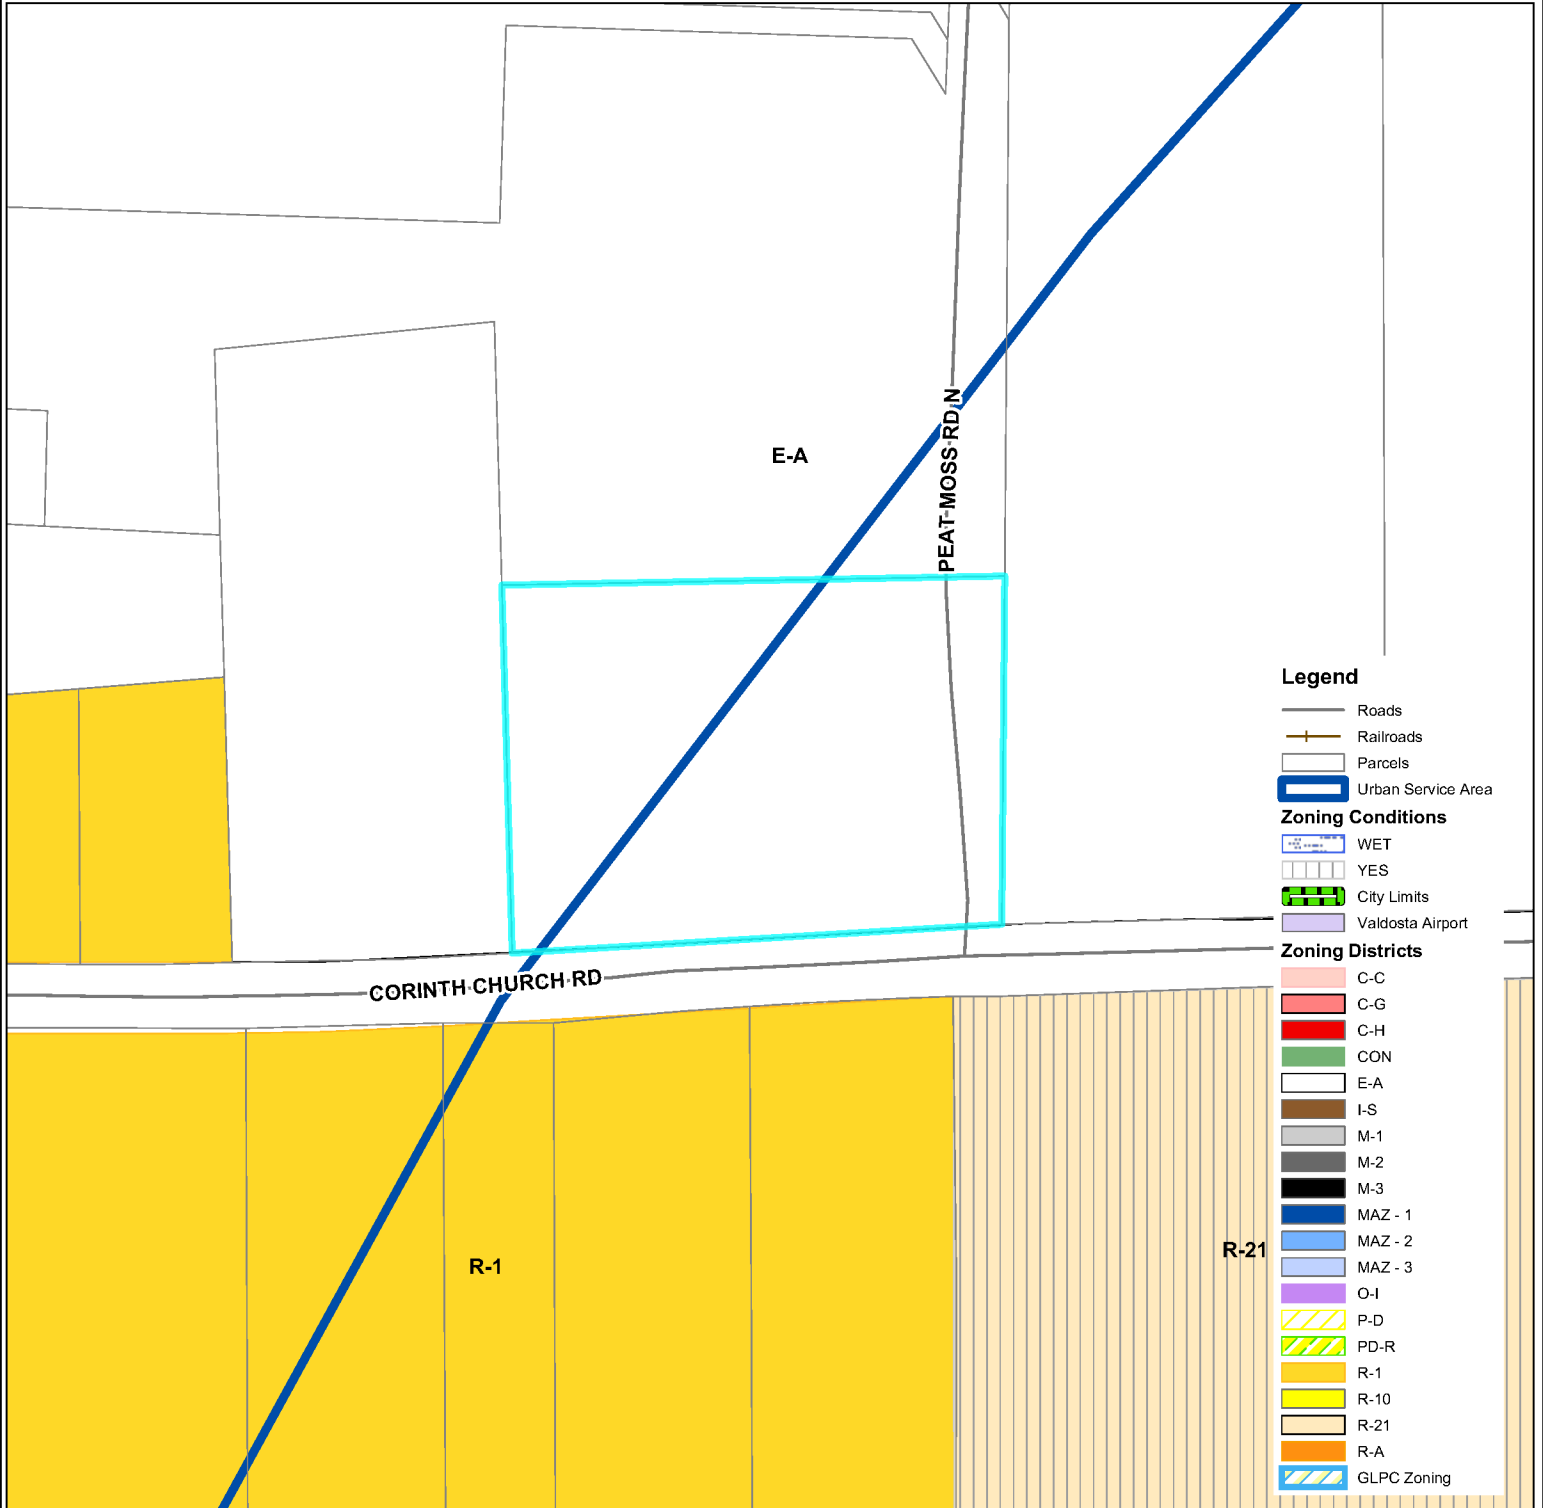 E-A
PEAT MOSS RD N
CORINTH CHURCH RD
R-1
R-21
Legend
Roads
Railroads
Parcels
Urban Service Area
Zoning Conditions
WET
YES
City Limits
Valdosta Airport
Zoning Districts
C-C
C-G
C-H
CON
E-A
I-S
M-1
M-2
M-3
MAZ - 1
MAZ - 2
MAZ - 3
O-I
P-D
PD-R
R-1
R-10
R-21
R-A
GLPC Zoning